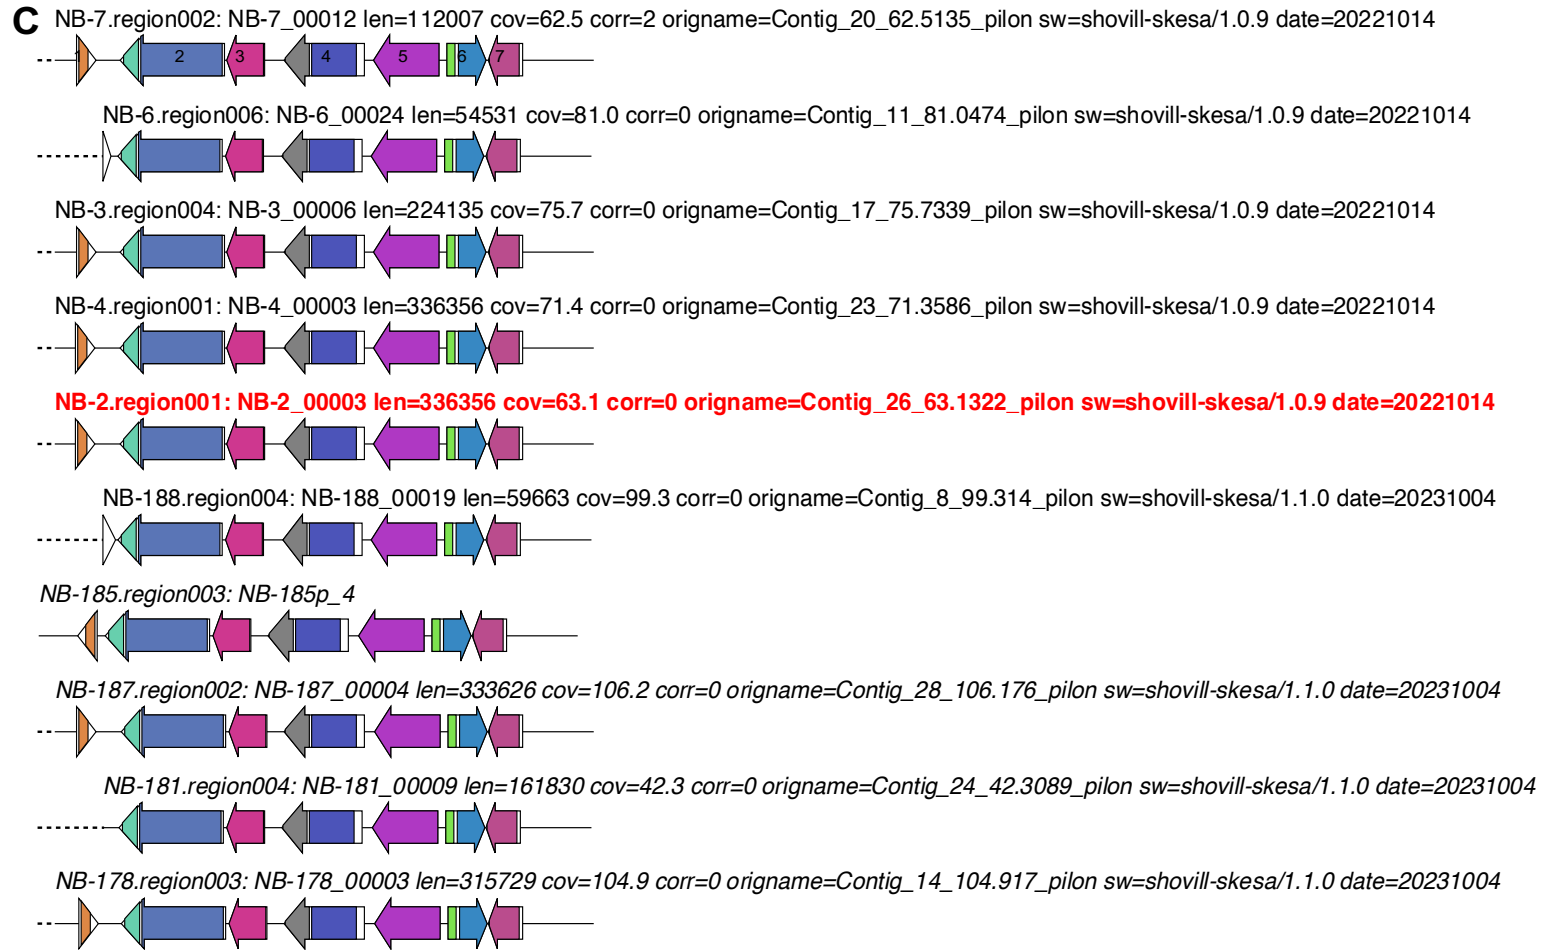 C NB-7.region002: NB-7_00012 len=112007 cov=62.5 corr=2 origname=Contig_20_62.5135_pilon sw=shovill-skesa/1.0.9 date=20221014
1 2 3 4 5 6 7
NB-6.region006: NB-6_00024 len=54531 cov=81.0 corr=0 origname=Contig_11_81.0474_pilon sw=shovill-skesa/1.0.9 date=20221014
NB-3.region004: NB-3_00006 len=224135 cov=75.7 corr=0 origname=Contig_17_75.7339_pilon sw=shovill-skesa/1.0.9 date=20221014
NB-4.region001: NB-4_00003 len=336356 cov=71.4 corr=0 origname=Contig_23_71.3586_pilon sw=shovill-skesa/1.0.9 date=20221014
NB-2.region001: NB-2_00003 len=336356 cov=63.1 corr=0 origname=Contig_26_63.1322_pilon sw=shovill-skesa/1.0.9 date=20221014
NB-188.region004: NB-188_00019 len=59663 cov=99.3 corr=0 origname=Contig_8_99.314_pilon sw=shovill-skesa/1.1.0 date=20231004
NB-185.region003: NB-185p_4
NB-187.region002: NB-187_00004 len=333626 cov=106.2 corr=0 origname=Contig_28_106.176_pilon sw=shovill-skesa/1.1.0 date=20231004
NB-181.region004: NB-181_00009 len=161830 cov=42.3 corr=0 origname=Contig_24_42.3089_pilon sw=shovill-skesa/1.1.0 date=20231004
NB-178.region003: NB-178_00003 len=315729 cov=104.9 corr=0 origname=Contig_14_104.917_pilon sw=shovill-skesa/1.1.0 date=20231004